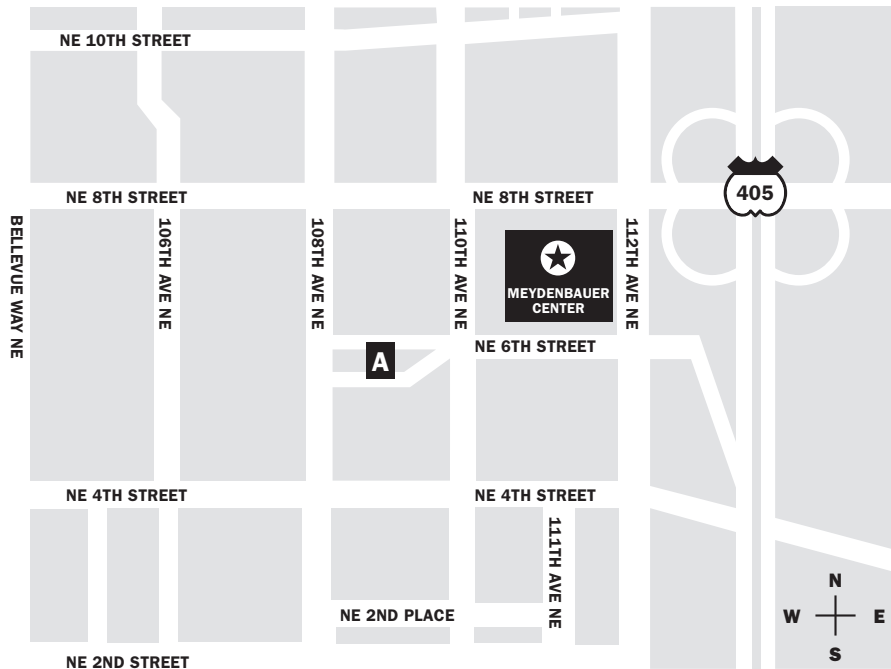 NE 10TH STREET
NE 8TH STREET
NE 8TH STREET
405
BELLEVUE WAY NE
106TH AVE NE
108TH AVE NE
110TH AVE NE
112TH AVE NE
MEYDENBAUER
CENTER
A
NE 6TH STREET
NE 4TH STREET
NE 4TH STREET
111TH AVE NE
NE 2ND PLACE
NE 2ND STREET
N
W
E
S